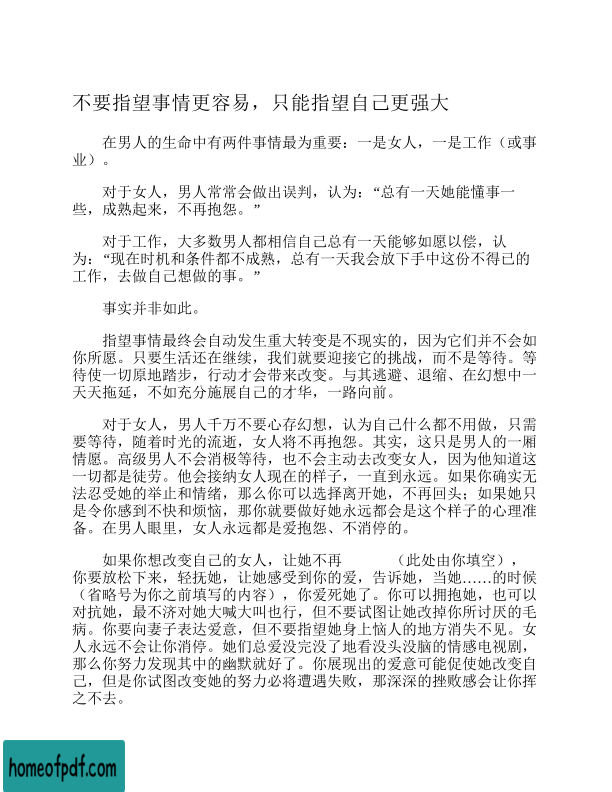 不要指望事情更容易，只能指望自己更强大
在男人的生命中有两件事情最为重要：一是女人，一是工作（或事
业）。
对于女人，男人常常会做出误判，认为：“总有一天她能懂事一
些，成熟起来，不再抱怨。”
对于工作，大多数男人都相信自己总有一天能够如愿以偿，认
为：“现在时机和条件都不成熟，总有一天我会放下手中这份不得已的
工作，去做自己想做的事。”
事实并非如此。
指望事情最终会自动发生重大转变是不现实的，因为它们并不会如
你所愿。只要生活还在继续，我们就要迎接它的挑战，而不是等待。等
待使一切原地踏步，行动才会带来改变。与其逃避、退缩、在幻想中一
天天拖延，不如充分施展自己的才华，一路向前。
对于女人，男人千万不要心存幻想，认为自己什么都不用做，只需
要等待，随着时光的流逝，女人将不再抱怨。其实，这只是男人的一厢
情愿。高级男人不会消极等待，也不会主动去改变女人，因为他知道这
一切都是徒劳。他会接纳女人现在的样子，一直到永远。如果你确实无
法忍受她的举止和情绪，那么你可以选择离开她，不再回头；如果她只
是令你感到不快和烦恼，那你就要做好她永远都会是这个样子的心理准
备。在男人眼里，女人永远都是爱抱怨、不消停的。
如果你想改变自己的女人，让她不再 （此处由你填空），
你要放松下来，轻抚她，让她感受到你的爱，告诉她，当她……的时候
（省略号为你之前填写的内容），你爱死她了。你可以拥抱她，也可以
对抗她，最不济对她大喊大叫也行，但不要试图让她改掉你所讨厌的毛
病。你要向妻子表达爱意，但不要指望她身上恼人的地方消失不见。女
人永远不会让你消停。她们总爱没完没了地看没头没脑的情感电视剧，
那么你努力发现其中的幽默就好了。你展现出的爱意可能促使她改变自
己，但是你试图改变她的努力必将遭遇失败，那深深的挫败感会让你挥
之不去。
homeofpdf.com